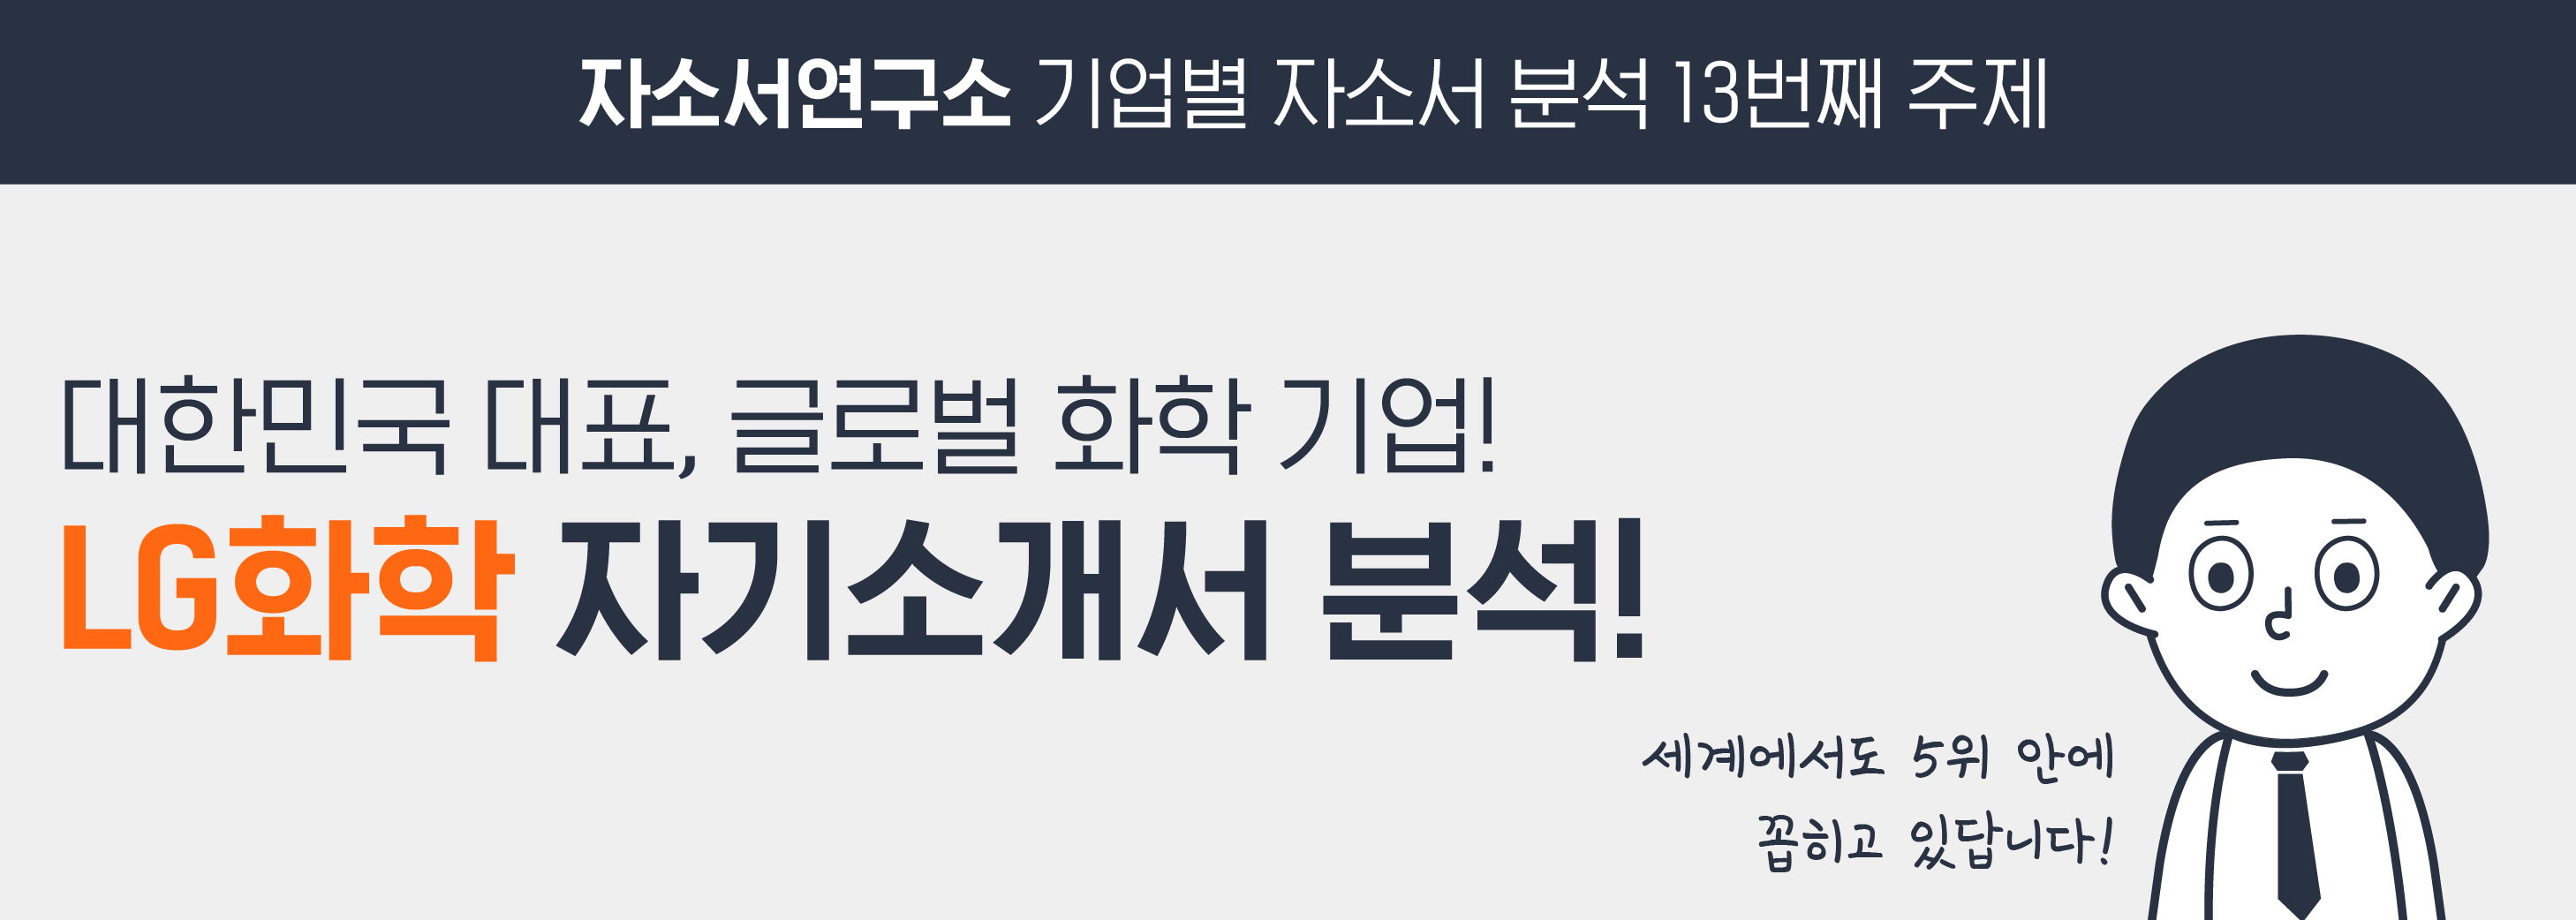 자소서연구소 기업별 자소서 분석 13번째 주제
대한민국 대표, 글로벌 화학 기업!
LG화학 자기소개서 분석!
세계에서도 5위 안에
꼽히고 있답니다!